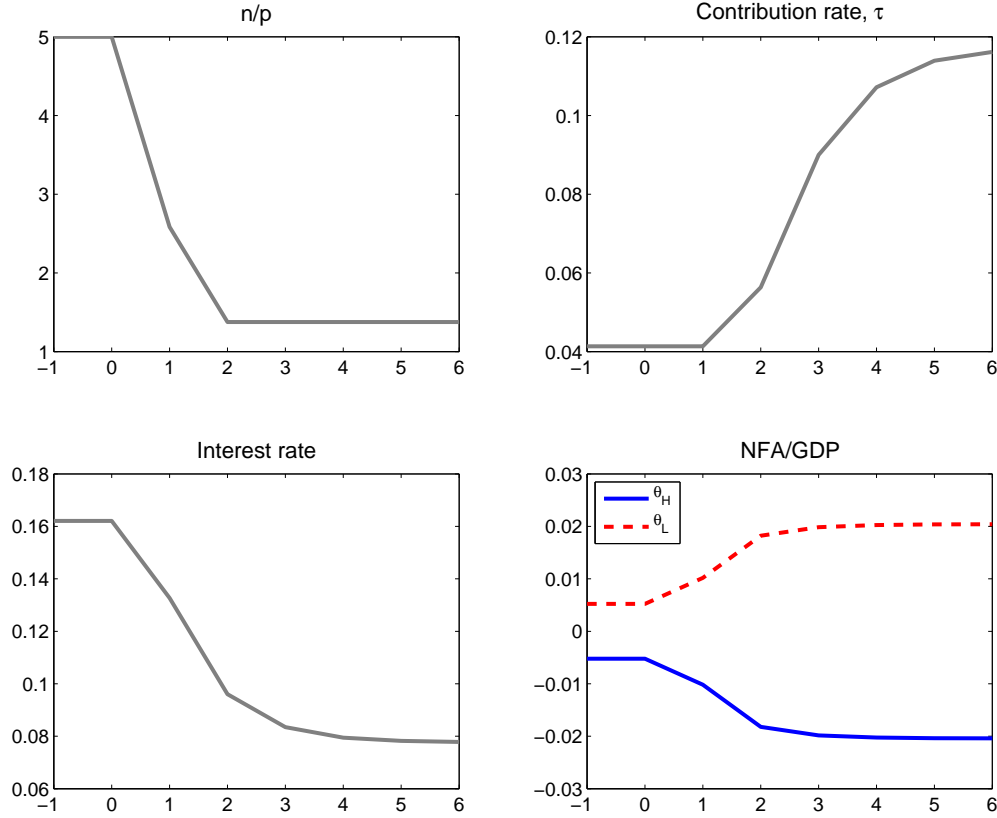 n/p
5
4
3
2
1
−1 0 1 2 3 4 5 6
Contribution rate, τ
0.12
0.1
0.08
0.06
0.04
−1 0 1 2 3 4 5 6
Interest rate
0.18
0.16
0.14
0.12
0.1
0.08
0.06
−1 0 1 2 3 4 5 6
NFA/GDP
0.03
0.02
0.01
0
−0.01
−0.02
−0.03
θ_H
θ_L
−1 0 1 2 3 4 5 6